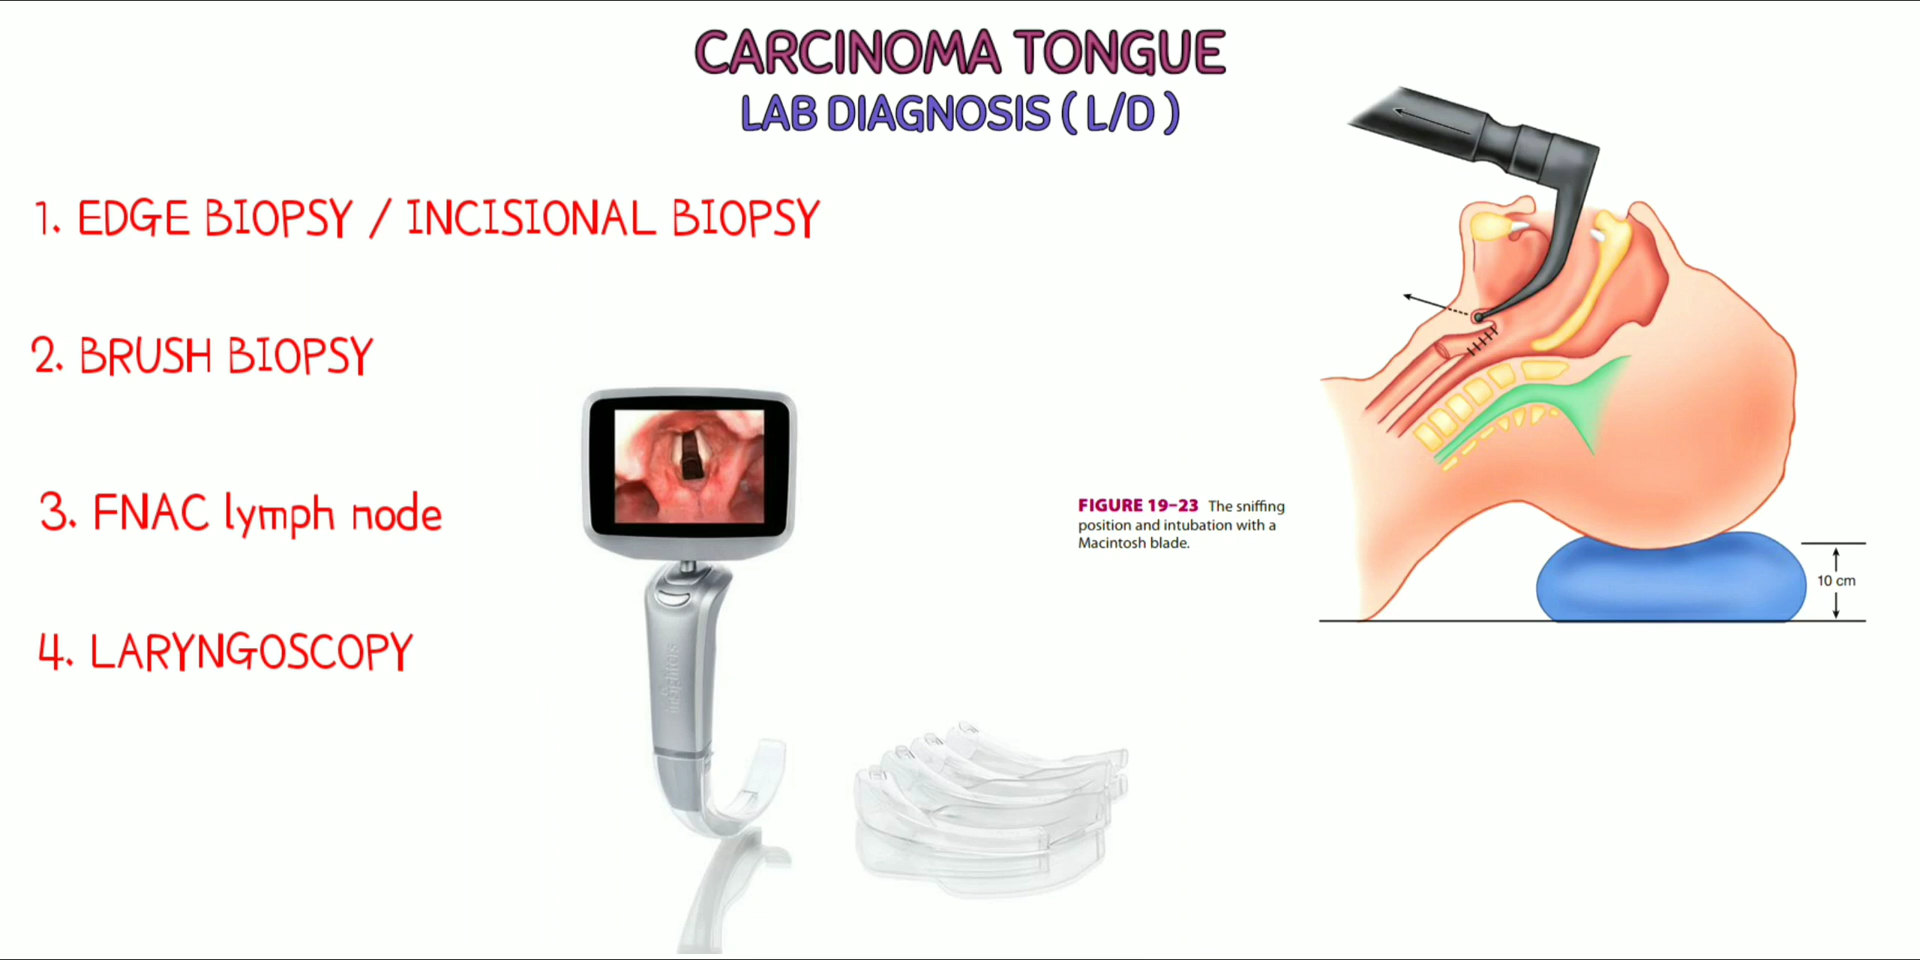 CARCINOMA TONGUE
LAB DIAGNOSIS ( L/D )
1. EDGE BIOPSY / INCISIONAL BIOPSY
2. BRUSH BIOPSY
3. FNAC lymph node
4. LARYNGOSCOPY
insighters
FIGURE 19–23 The sniffing
position and intubation with a
Macintosh blade.
10 cm